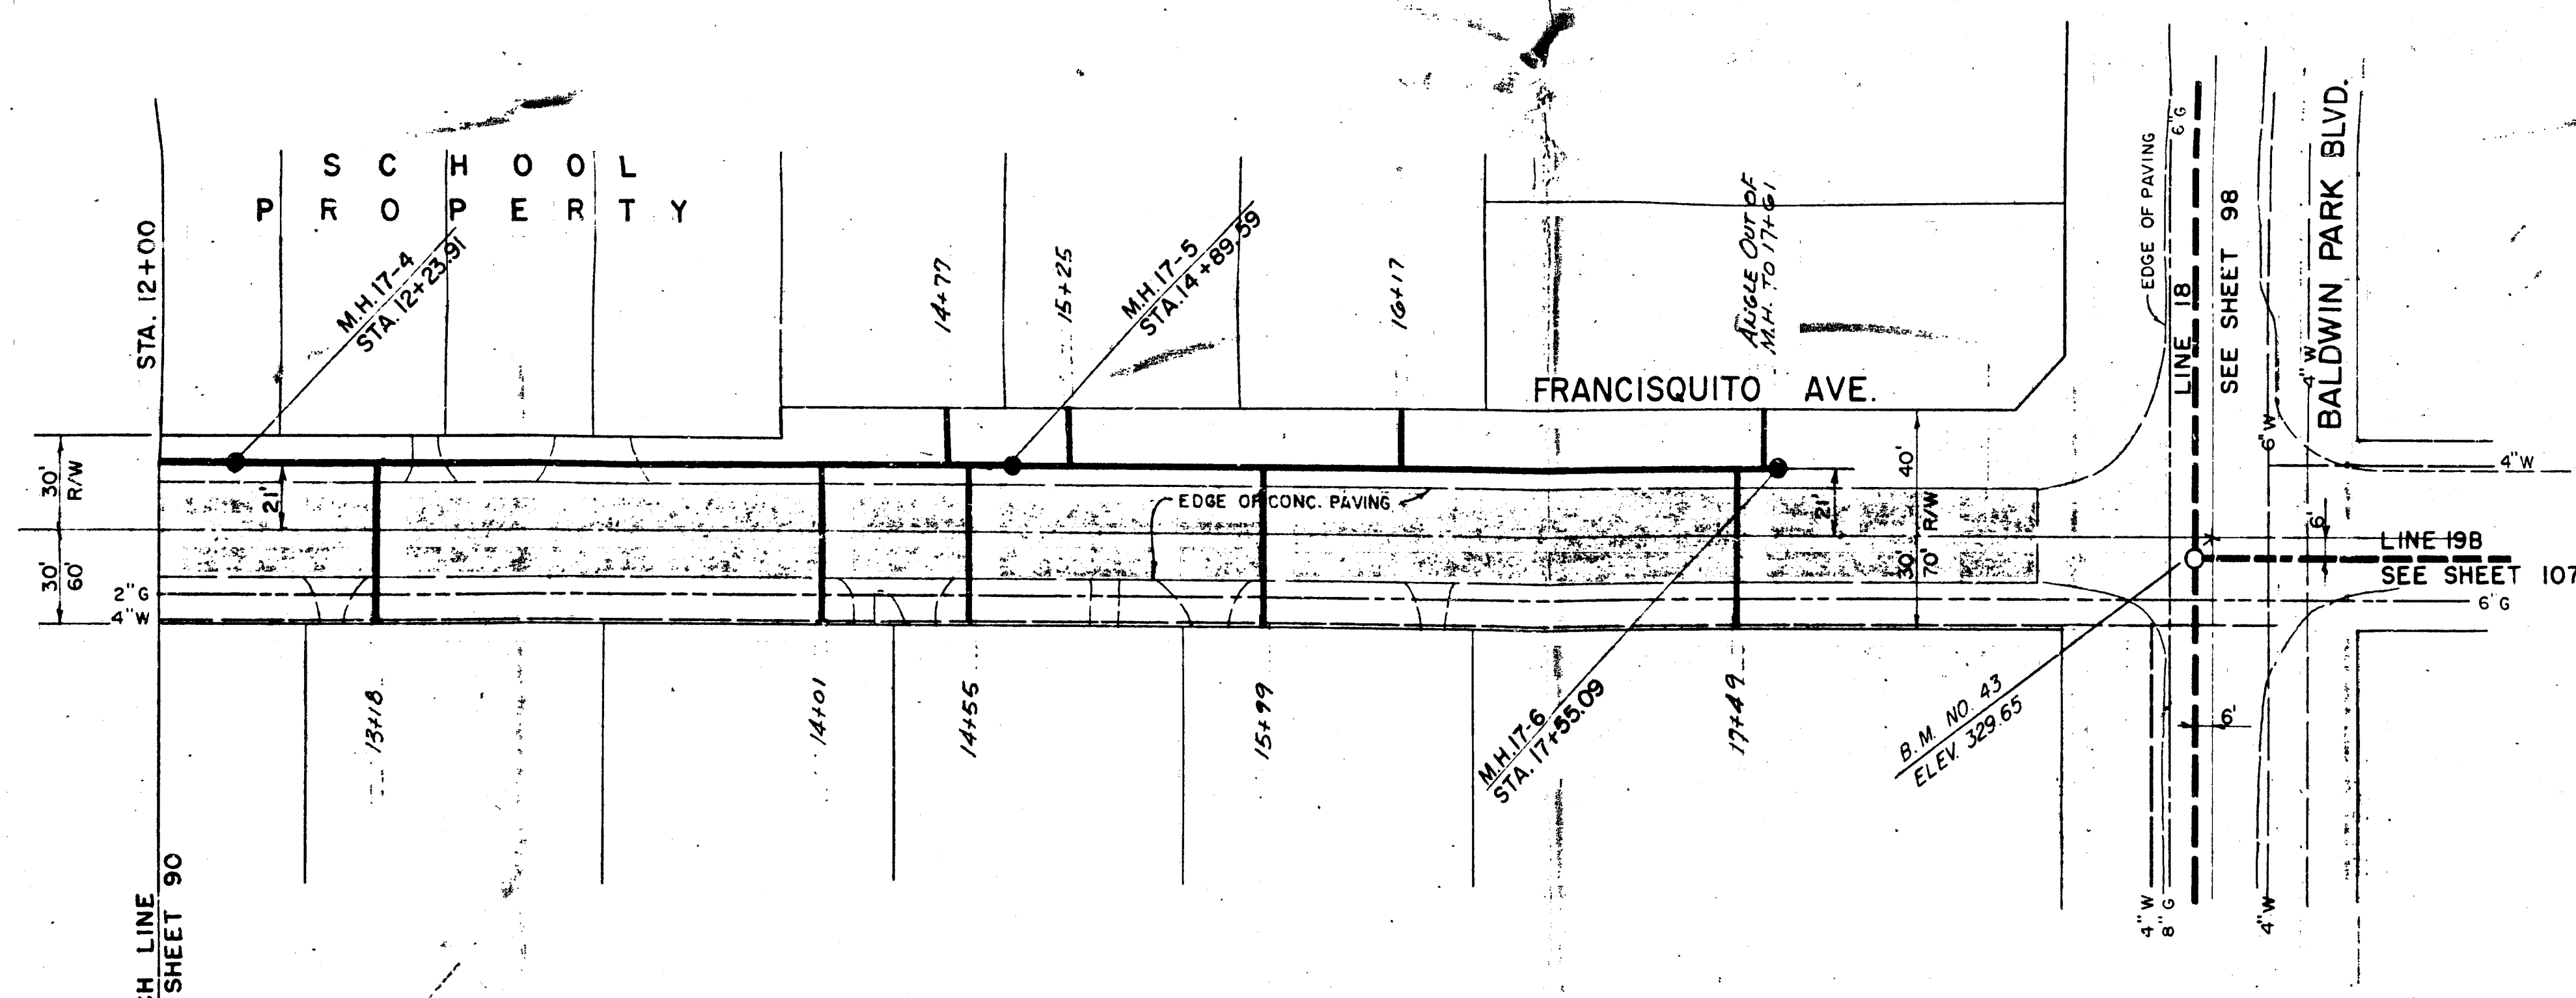 S C H O O L
P R O P E R T Y
STA. 12+00
M.H. 17-4
STA. 12+23.91
14+77
15+25
M.H. 17-5
STA. 14+89.59
16+17
ANGLE OUT OF
M.H. TO 17+61
FRANCISQUITO AVE.
EDGE OF PAVING
6"G
LINE 18
SEE SHEET 98
4"W
BALDWIN PARK BLVD.
6"W
4"W
30'
R/W
30'
60'
21'
EDGE OF CONC. PAVING
21'
40'
R/W
30'
70'
6'
LINE 19B
SEE SHEET 107
2"G
4"W
6"G
13+18
14+01
14+55
15+99
17+49
M.H. 17-6
STA. 17+55.09
B.M. NO. 43
ELEV. 329.65
6'
4"W
8"G
4"W
CH LINE
SHEET 90